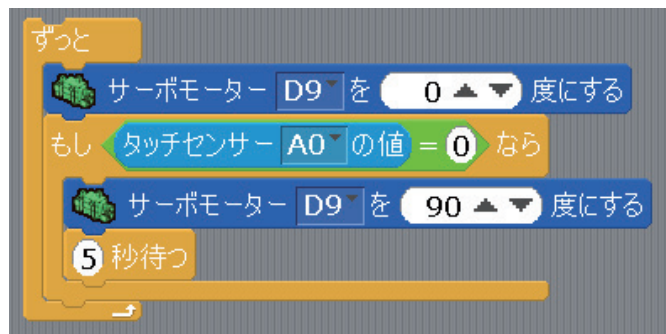 ずっと
サーボモーター D9 を 0 度にする
もし タッチセンサー A0 の値 = 0 なら
サーボモーター D9 を 90 度にする
5 秒待つ